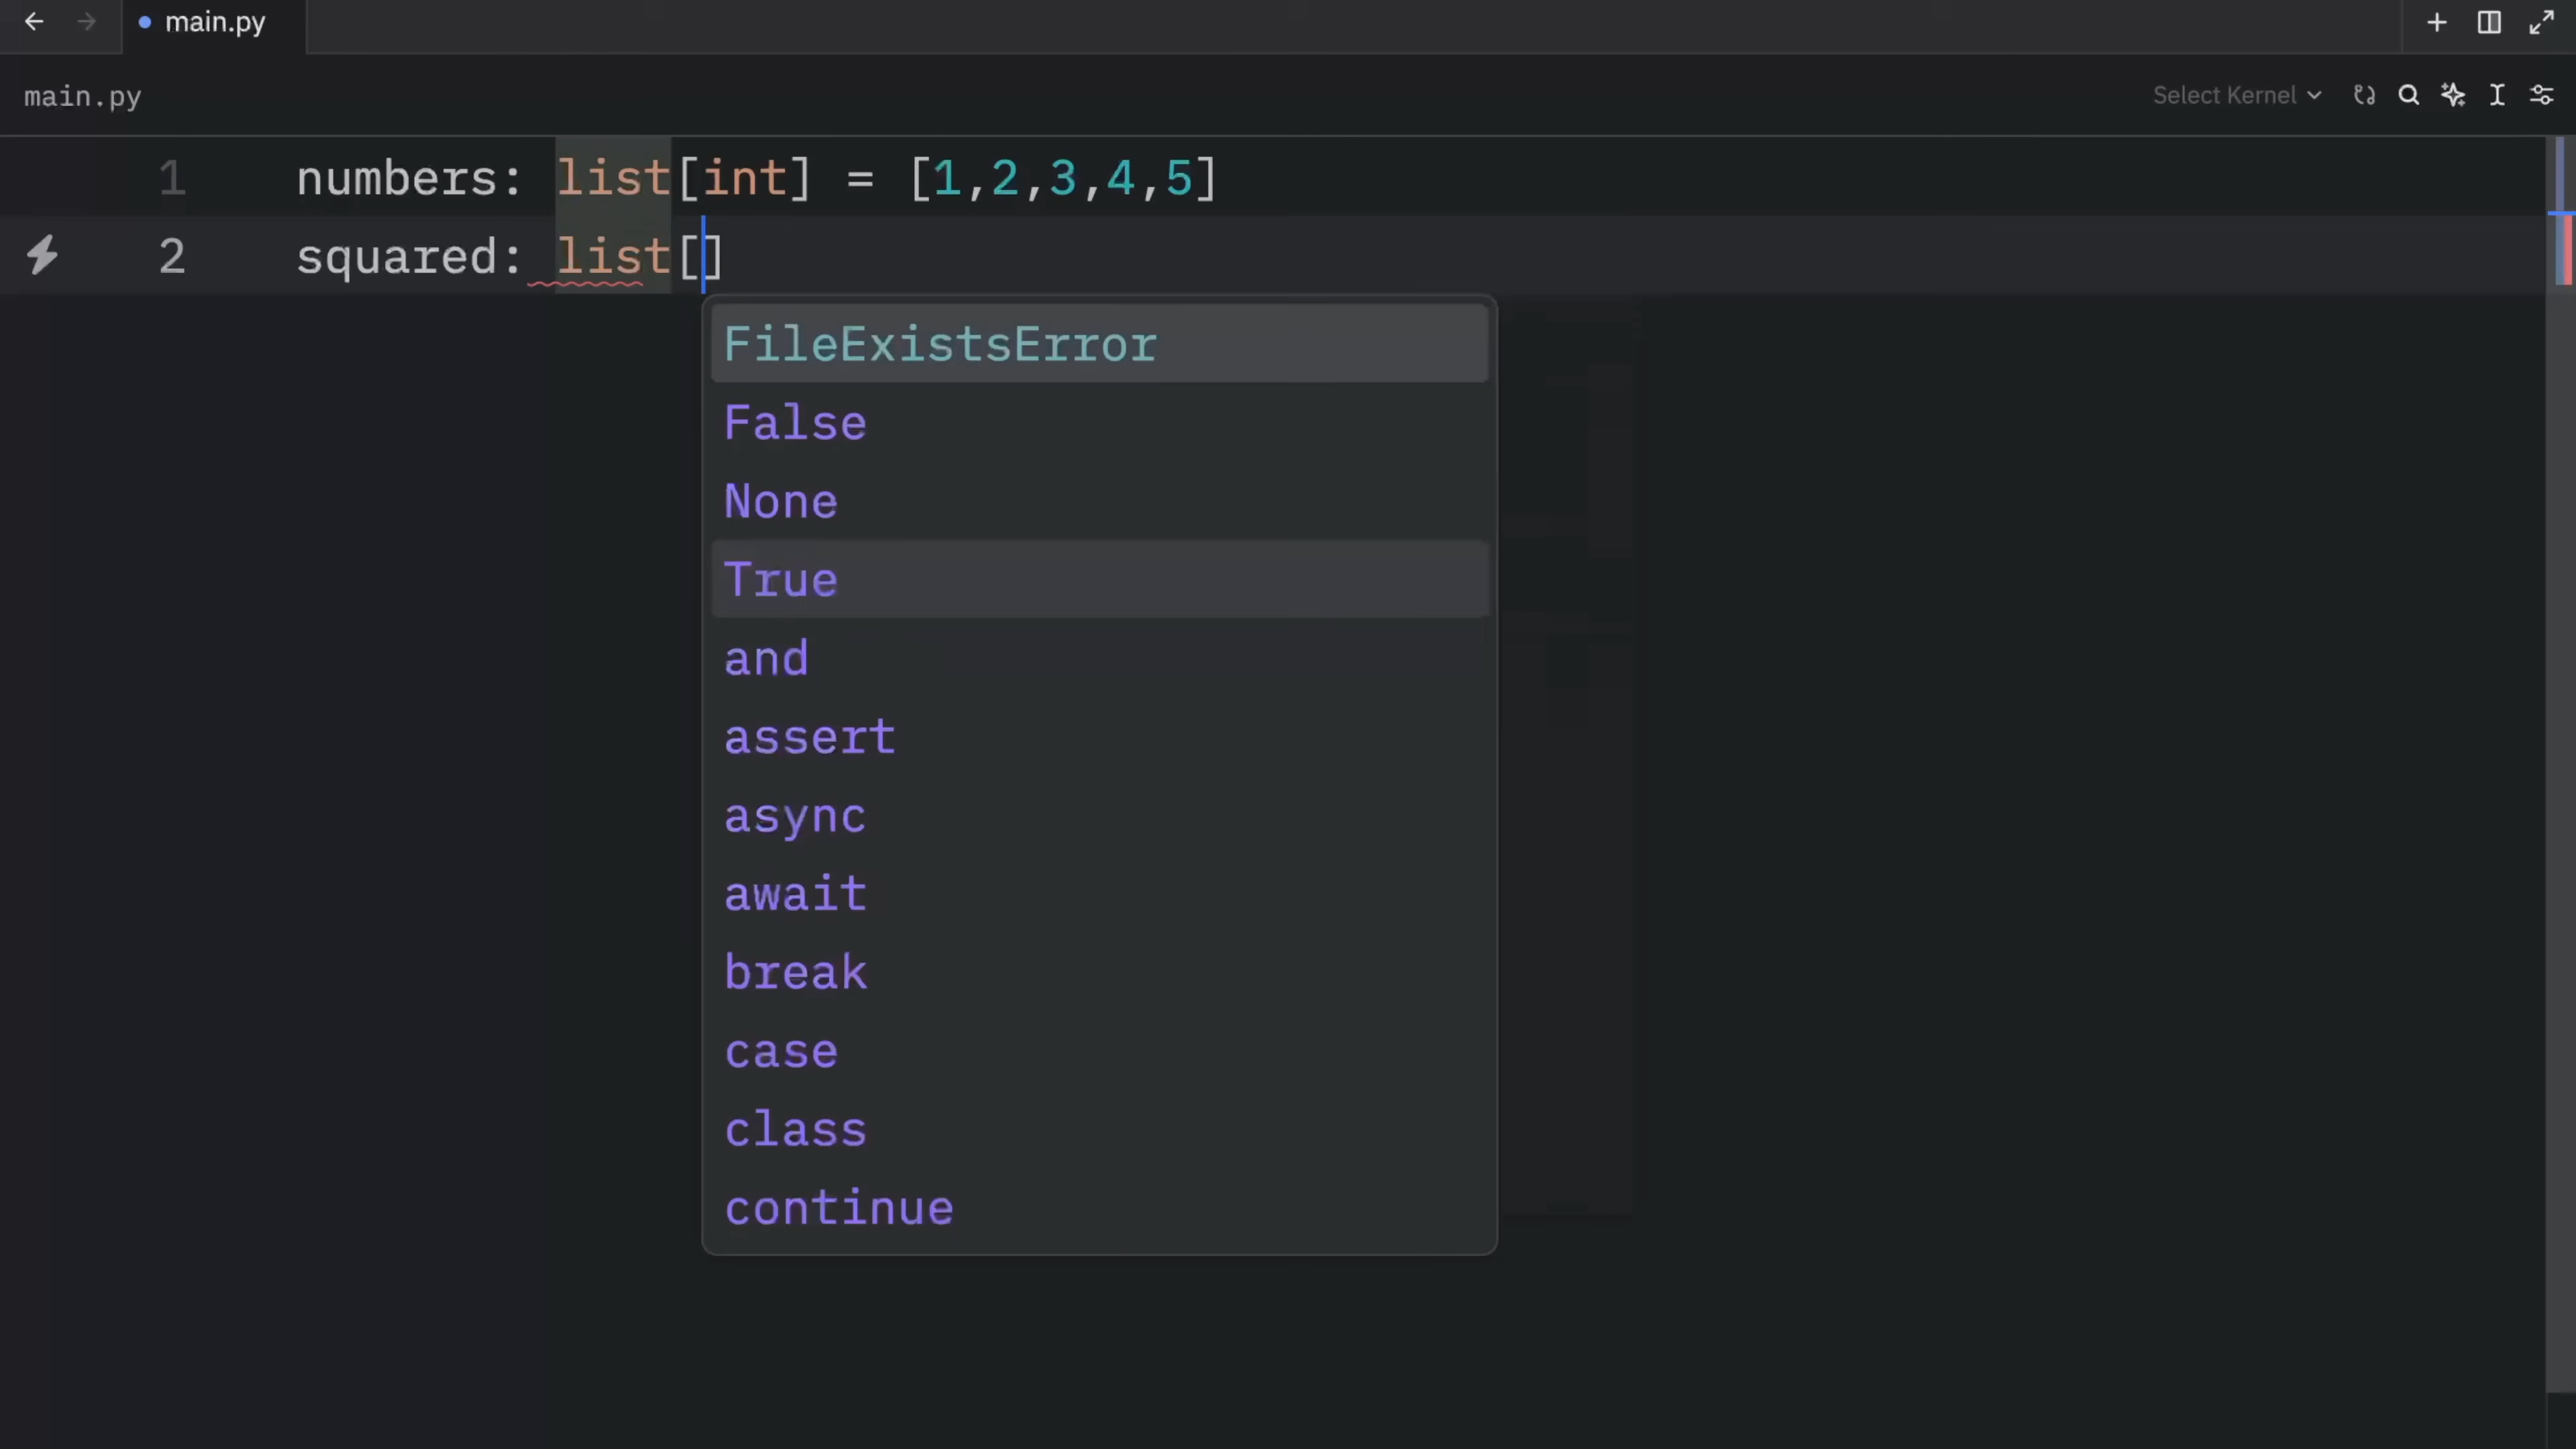 main.py
main.py
Select Kernel
1 numbers: list[int] = [1,2,3,4,5]
2 squared: list[]
FileExistsError
False
None
True
and
assert
async
await
break
case
class
continue